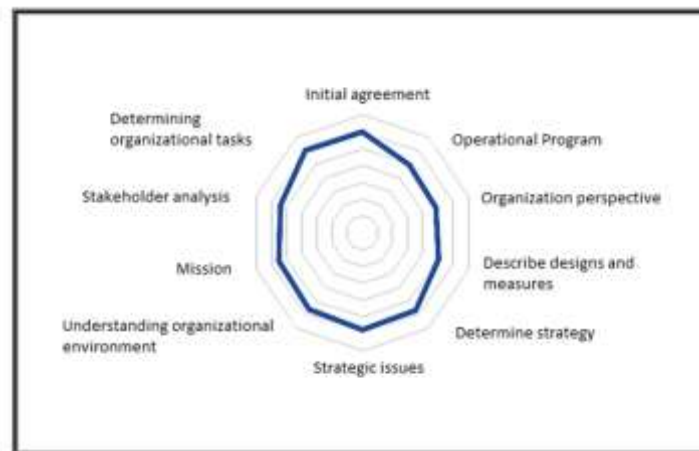 Initial agreement
Determining
organizational tasks
Operational Program
Stakeholder analysis
Organization perspective
Mission
Describe designs and
measures
Understanding organizational
environment
Determine strategy
Strategic issues